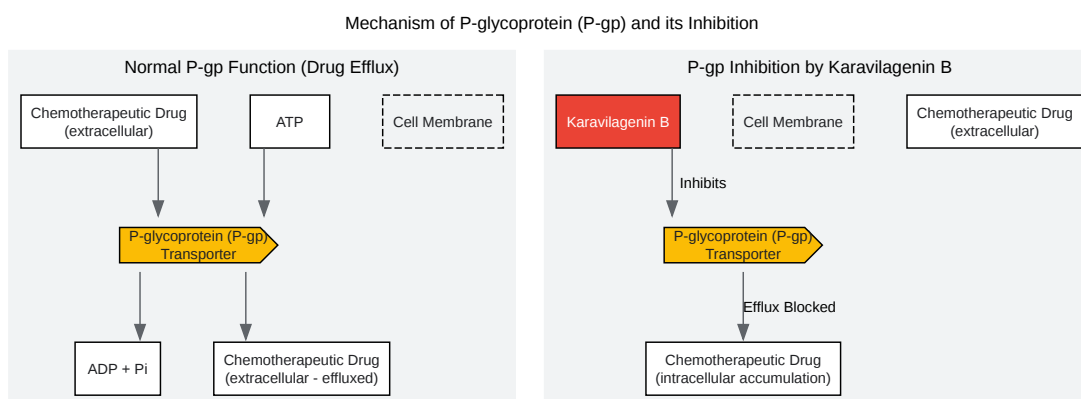 Mechanism of P-glycoprotein (P-gp) and its Inhibition
Normal P-gp Function (Drug Efflux)
Chemotherapeutic Drug
(extracellular)
ATP
Cell Membrane
P-glycoprotein (P-gp)
Transporter
ADP + Pi
Chemotherapeutic Drug
(extracellular - effluxed)
P-gp Inhibition by Karavilagenin B
Karavilagenin B
Cell Membrane
Chemotherapeutic Drug
(extracellular)
Inhibits
P-glycoprotein (P-gp)
Transporter
Efflux Blocked
Chemotherapeutic Drug
(intracellular accumulation)